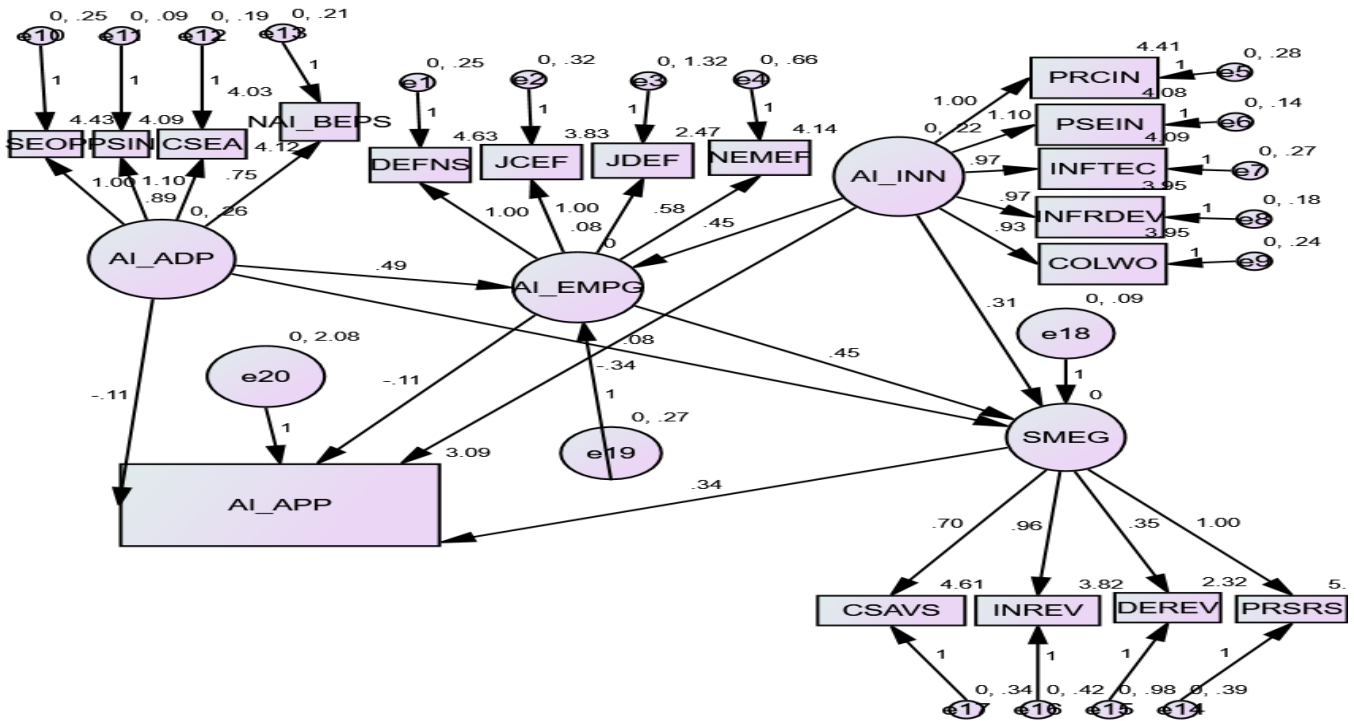 0, .25
0, .09
0, .19
0, .21
e10
e11
e12
e13
1
1
1
1
4.43
4.09
4.03
4.12
SEOP
PSIN
CSEA
NAI_BEPS
1.00
.89
1.10
.75
0, .26
AI_ADP
0, .25
0, .32
0, 1.32
0, .66
e1
e2
e3
e4
1
1
1
1
4.63
3.83
2.47
4.14
DEFNS
JCEF
JDEF
NEMEF
1.00
1.00
.08
.58
0
AI_EMPG
0, .22
AI_INN
1.00
1.10
.97
.97
.93
4.41
PRCIN
1
e5
0, .28
4.08
PSEIN
1
e6
0, .14
4.09
INFTEC
1
e7
0, .27
3.95
INFRDEV
1
e8
0, .18
3.95
COLWO
1
e9
0, .24
.49
.45
.31
.08
-.34
.45
-.11
-.11
.34
0, 2.08
e20
1
3.09
AI_APP
1
0, .27
e19
0, .09
e18
1
0
SMEG
.70
.96
.35
1.00
4.61
3.82
2.32
5.
CSAVS
INREV
DEREV
PRSRS
1
1
1
1
0, .34
0, .42
0, .98
0, .39
e17
e16
e15
e14